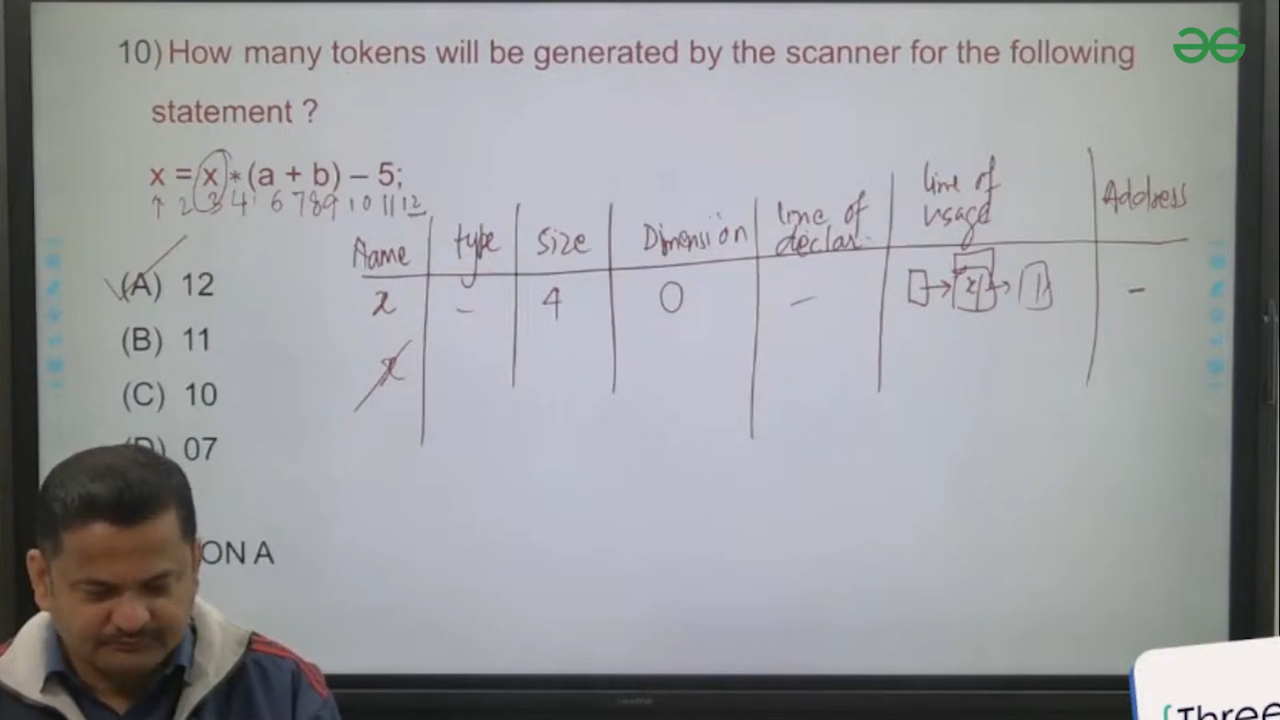 10) How many tokens will be generated by the scanner for the following
statement ?
x = x * (a + b) – 5;
↑ 2 3 4 6 7 8 9 10 11 12
(A) 12
(B) 11
(C) 10
(D) 07
ON A
Name type size Dimension line of declar. line of usage Address
x – 4 0 – –
x
{Three